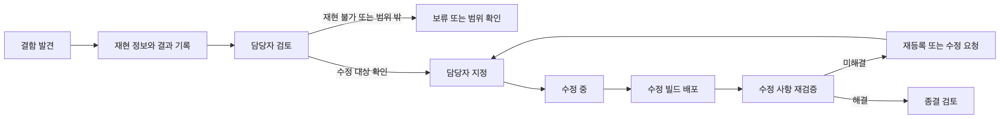 결함 발견
재현 정보와 결과 기록
담당자 검토
재현 불가 또는 범위 밖
보류 또는 범위 확인
수정 대상 확인
담당자 지정
수정 중
수정 빌드 배포
수정 사항 재검증
미해결
재등록 또는 수정 요청
해결
종결 검토